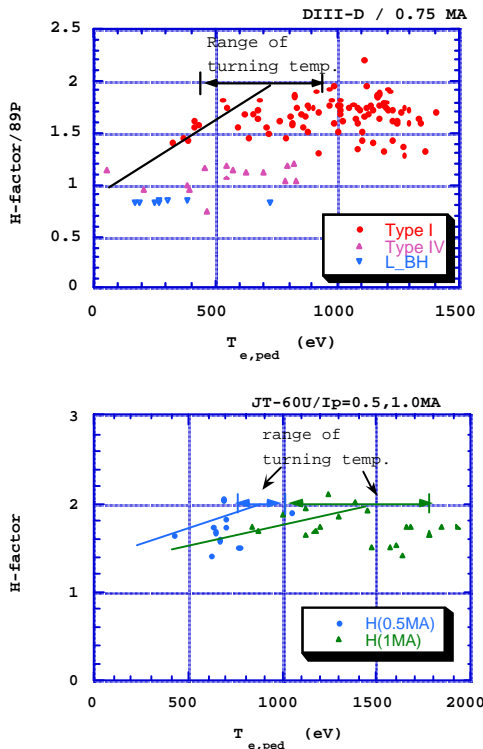 DIII-D / 0.75 MA
2.5
Range of
turning temp.
2
1.5
1
0.5
0
H-factor/89P
Type I
Type IV
L_BH
0
500
1000
1500
T e,ped (eV)
JT-60U/Ip=0.5,1.0MA
3
range of
turning temp.
2
1
0
H-factor
H(0.5MA)
H(1MA)
0
500
1000
1500
2000
T e,ped (eV)